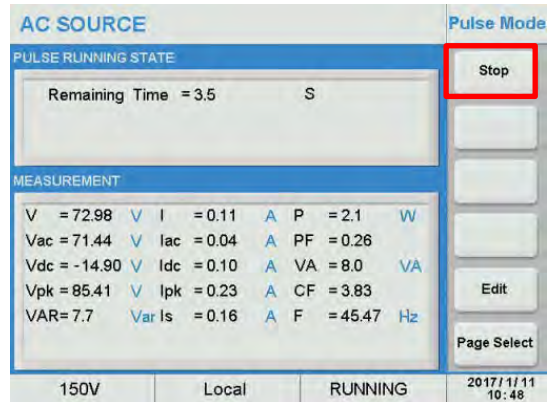 AC SOURCE
Pulse Mode
PULSE RUNNING STATE
Stop
Remaining Time = 3.5 S
MEASUREMENT
V = 72.98 V I = 0.11 A P = 2.1 W
Vac = 71.44 V Iac = 0.04 A PF = 0.26
Vdc = -14.90 V Idc = 0.10 A VA = 8.0 VA
Vpk = 85.41 V Ipk = 0.23 A CF = 3.83
VAR= 7.7 Var Is = 0.16 A F = 45.47 Hz
Edit
Page Select
150V Local RUNNING
2017/1/11
10:48